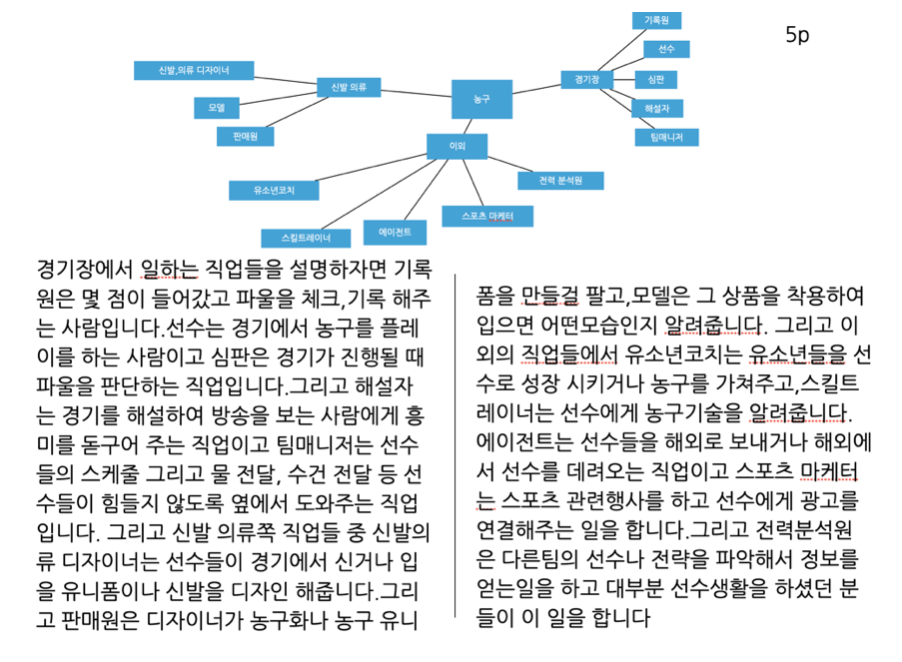 5p
농구
신발 의류
신발,의류 디자이너
모델
판매원
경기장
기록원
선수
심판
해설자
팀매니저
이외
유소년코치
스킬트레이너
에이전트
스포츠 마케터
전력 분석원
경기장에서 일하는 직업들을 설명하자면 기록
원은 몇 점이 들어갔고 파울을 체크,기록 해주
는 사람입니다.선수는 경기에서 농구를 플레
이를 하는 사람이고 심판은 경기가 진행될 때
파울을 판단하는 직업입니다.그리고 해설자
는 경기를 해설하여 방송을 보는 사람에게 흥
미를 돋구어 주는 직업이고 팀매니저는 선수
들의 스케줄 그리고 물 전달, 수건 전달 등 선
수들이 힘들지 않도록 옆에서 도와주는 직업
입니다. 그리고 신발 의류쪽 직업들 중 신발의
류 디자이너는 선수들이 경기에서 신거나 입
을 유니폼이나 신발을 디자인 해줍니다.그리
고 판매원은 디자이너가 농구화나 농구 유니
폼을 만들걸 팔고,모델은 그 상품을 착용하여
입으면 어떤모습인지 알려줍니다. 그리고 이
외의 직업들에서 유소년코치는 유소년들을 선
수로 성장 시키거나 농구를 가쳐주고,스킬트
레이너는 선수에게 농구기술을 알려줍니다.
에이전트는 선수들을 해외로 보내거나 해외에
서 선수를 데려오는 직업이고 스포츠 마케터
는 스포츠 관련행사를 하고 선수에게 광고를
연결해주는 일을 합니다.그리고 전력분석원
은 다른팀의 선수나 전략을 파악해서 정보를
얻는일을 하고 대부분 선수생활을 하셨던 분
들이 이 일을 합니다